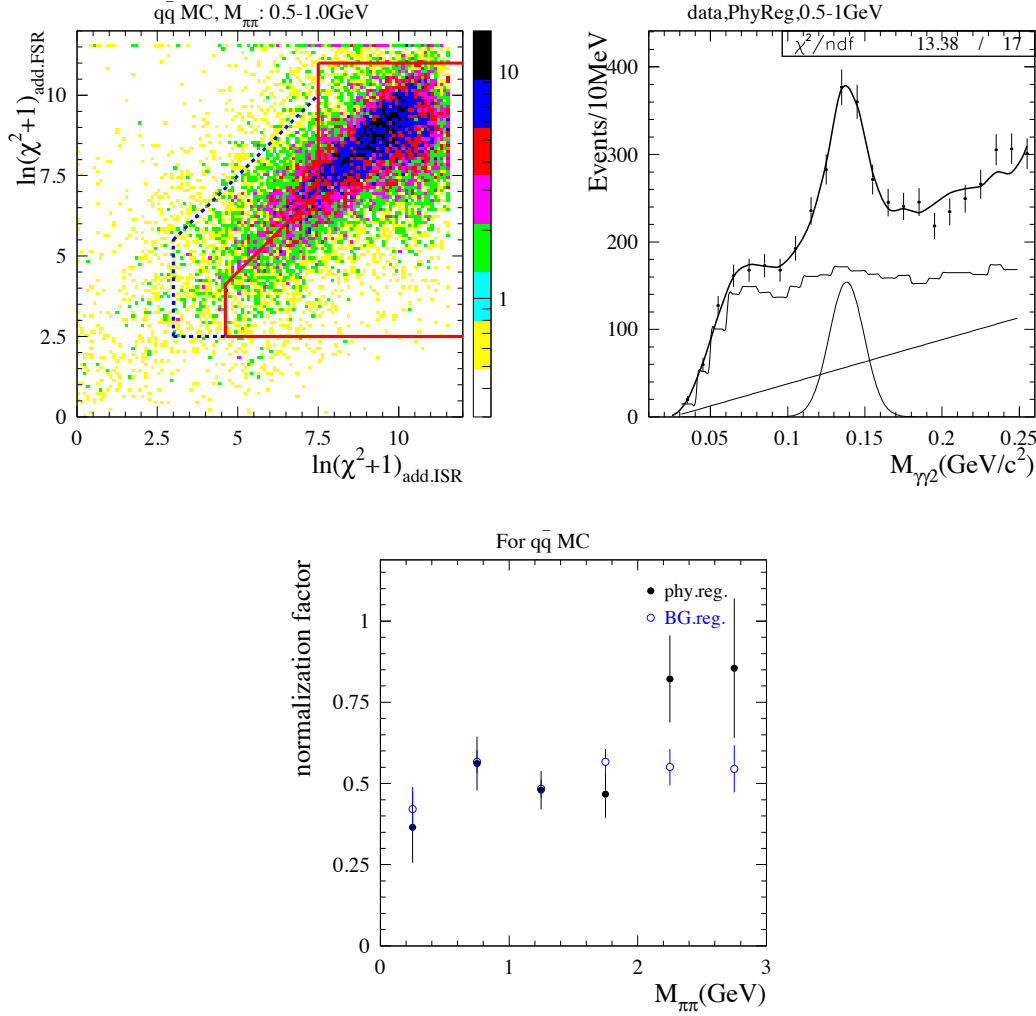 qq̄ MC, M_ππ: 0.5-1.0GeV
ln(χ²+1)_add.FSR
10
7.5
5
2.5
0
0 2.5 5 7.5 10
ln(χ²+1)_add.ISR
10
1
data,PhyReg,0.5-1GeV
χ²/ndf 13.38 / 17
Events/10MeV
400
300
200
100
0
0.05 0.1 0.15 0.2 0.25
M_γγ2(GeV/c²)
For qq̄ MC
normalization factor
phy.reg.
BG.reg.
1
0.75
0.5
0.25
0
0 1 2 3
M_ππ(GeV)